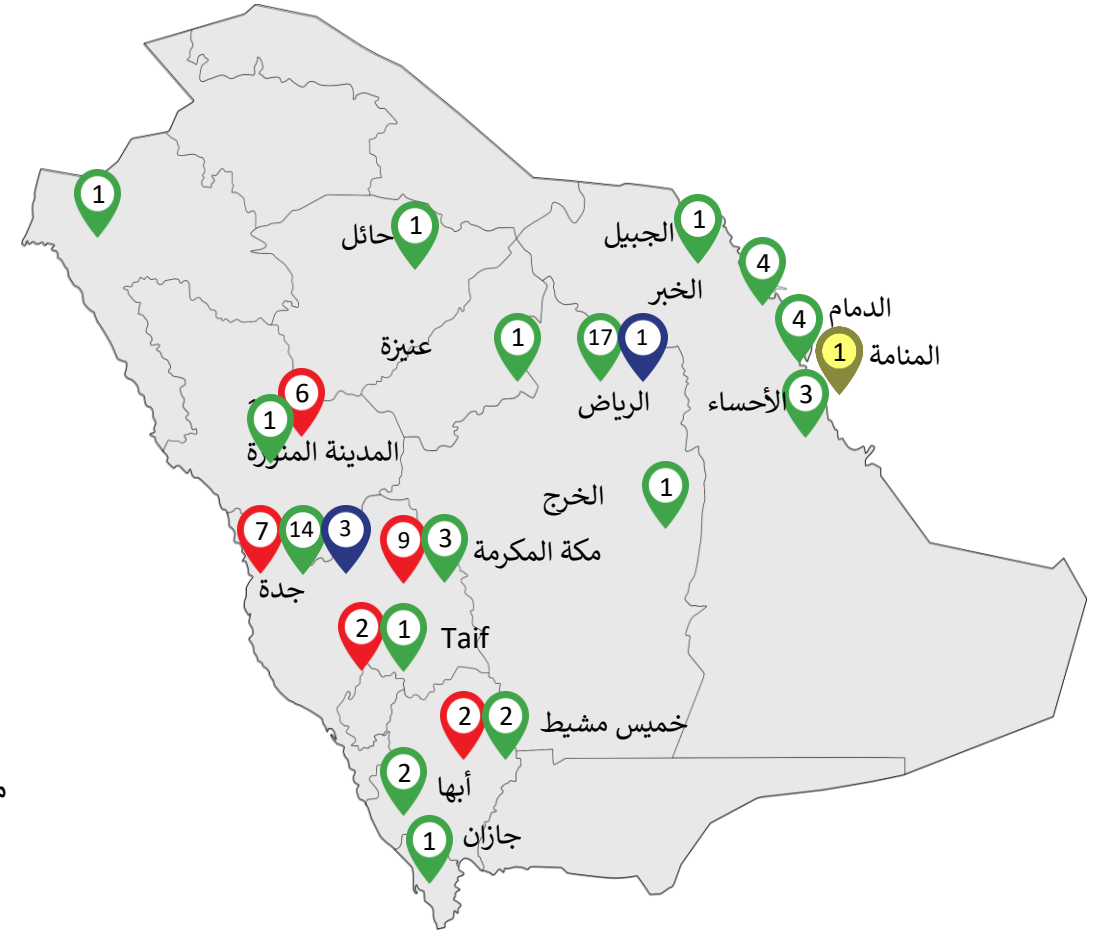 1
حائل 1
الجبيل 1
4
الخبر
4 الدمام
عنيزة 1
17 1
الرياض
1 المنامة
الأحساء 3
6
1
المدينة المنورة
الخرج 1
7 14 3
جدة
9 3 مكة المكرمة
2 1 Taif
2 2 خميس مشيط
2 أبها
1 جازان